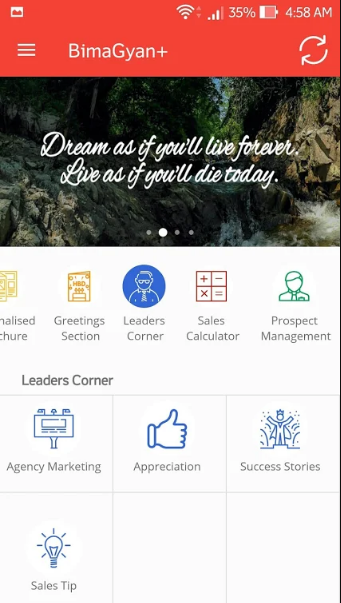 35% 4:58 AM
BimaGyan+
Dream as if you'll live forever.
Live as if you'll die today.
nalised
chure
Greetings
Section
HBD
Leaders
Corner
Sales
Calculator
Prospect
Management
Leaders Corner
Agency Marketing
Appreciation
Success Stories
Sales Tip